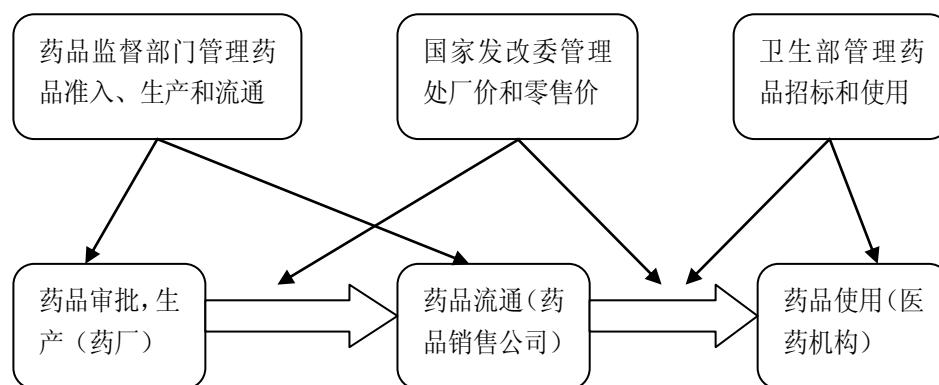 药品监督部门管理药
品准入、生产和流通
国家发改委管理
处厂价和零售价
卫生部管理药
品招标和使用
药品审批，生
产（药厂）
药品流通（药
品销售公司）
药品使用（医
药机构）